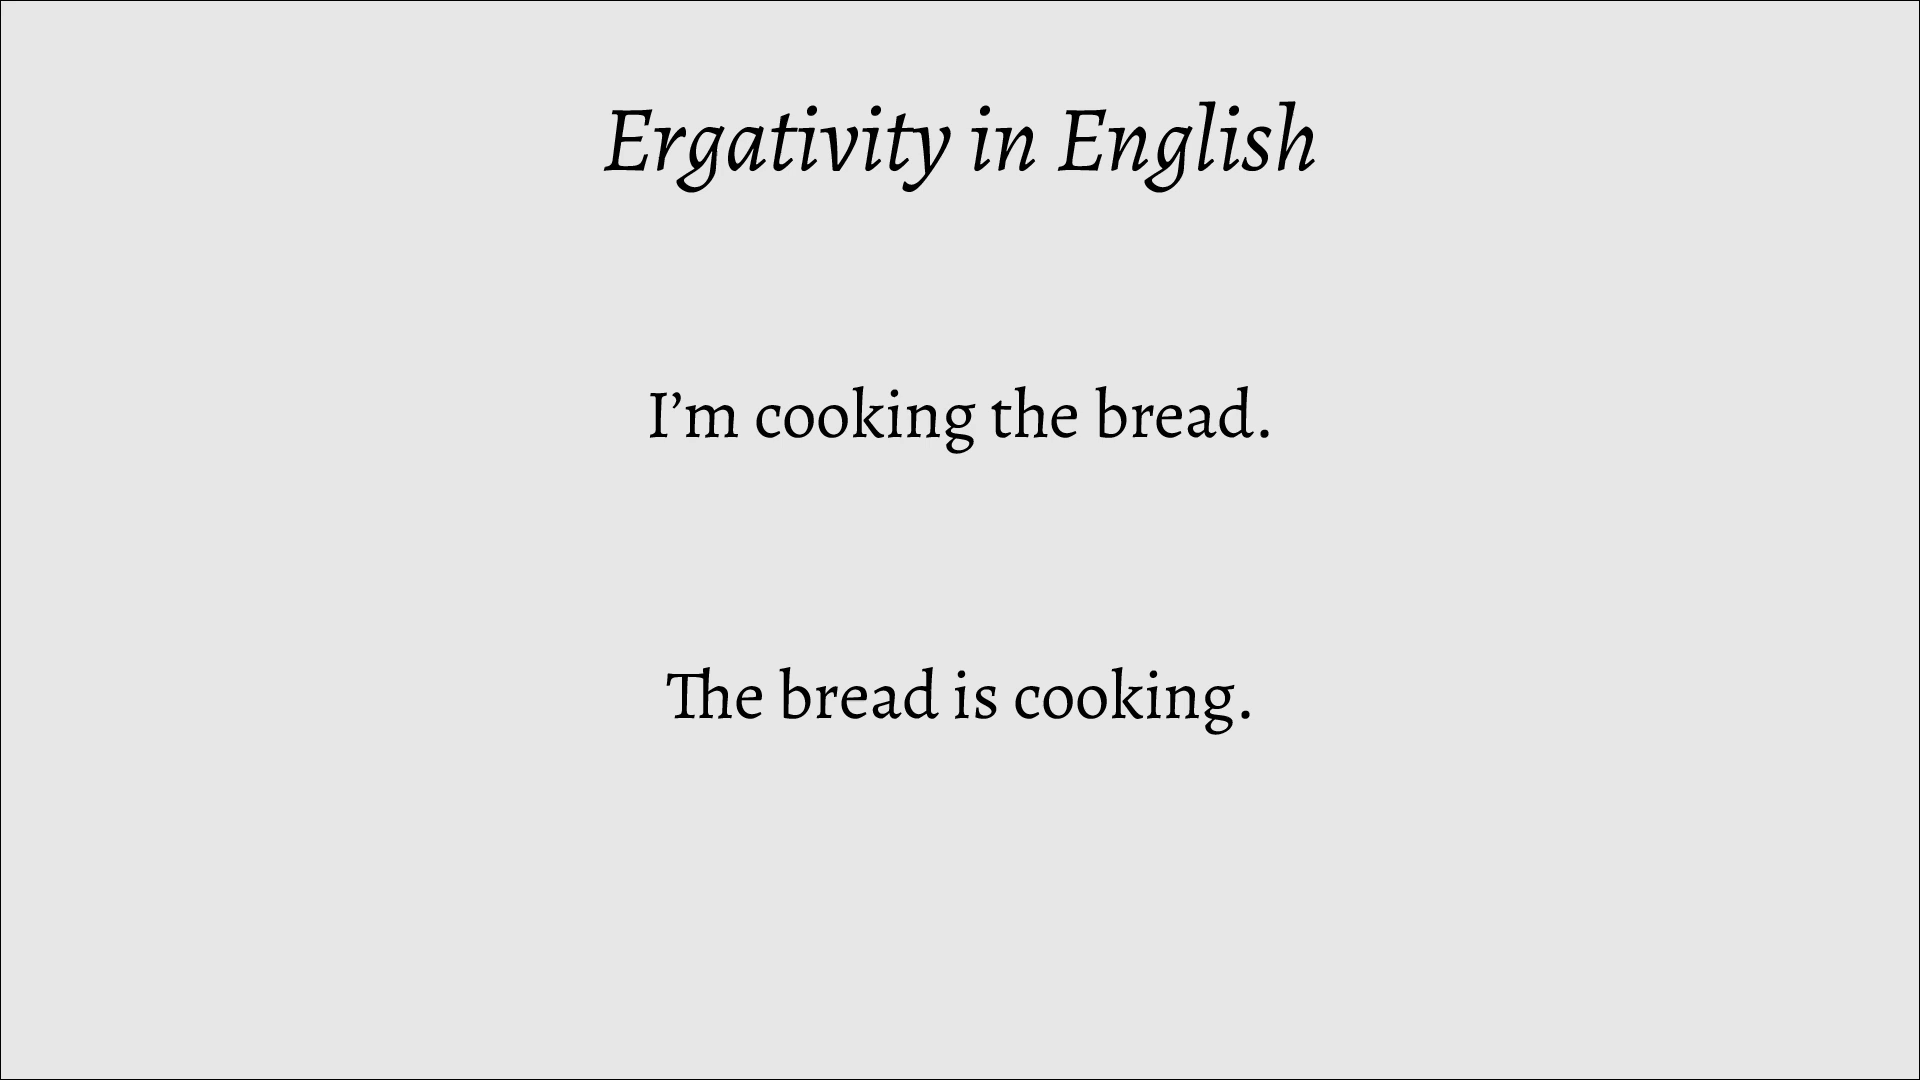 Ergativity in English
I’m cooking the bread.
The bread is cooking.